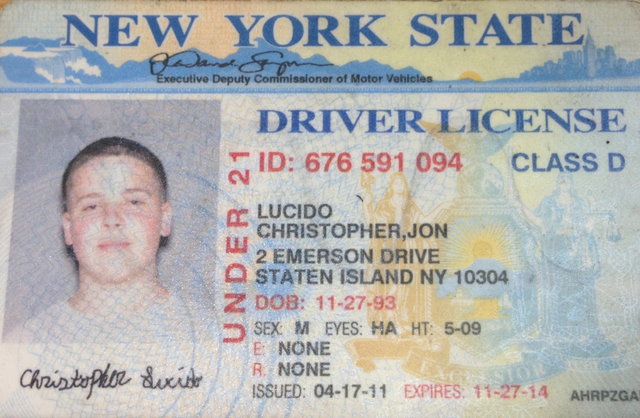 NEW YORK STATE
Executive Deputy Commissioner of Motor Vehicles
DRIVER LICENSE
ID: 676 591 094 CLASS D
UNDER 21
LUCIDO
CHRISTOPHER,JON
2 EMERSON DRIVE
STATEN ISLAND NY 10304
DOB: 11-27-93
SEX: M EYES: HA HT: 5-09
E: NONE
R: NONE
ISSUED: 04-17-11 EXPIRES: 11-27-14
AHRPZGA
Christopher Lucido
EXCELSIOR